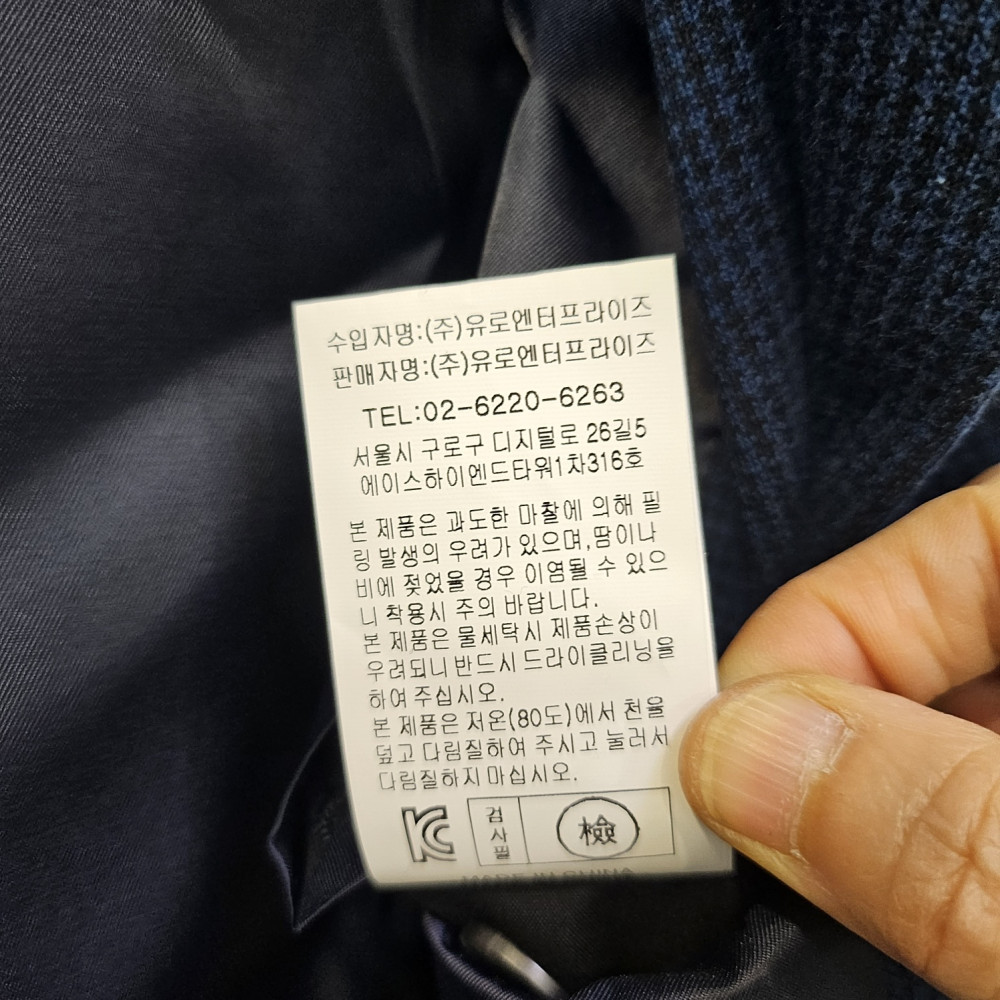 수입자명:(주)유로엔터프라이즈
판매자명:(주)유로엔터프라이즈
TEL:02-6220-6263
서울시 구로구 디지털로 26길5
에이스하이엔드타워1차316호
본 제품은 과도한 마찰에 의해 필
링 발생의 우려가 있으며,땀이나
비에 젖었을 경우 이염될 수 있으
니 착용시 주의 바랍니다.
본 제품은 물세탁시 제품손상이
우려되니 반드시 드라이클리닝을
하여 주십시오.
본 제품은 저온(80도)에서 천을
덮고 다림질하여 주시고 눌러서
다림질하지 마십시오.
KC
검사필
檢
MADE IN CHINA